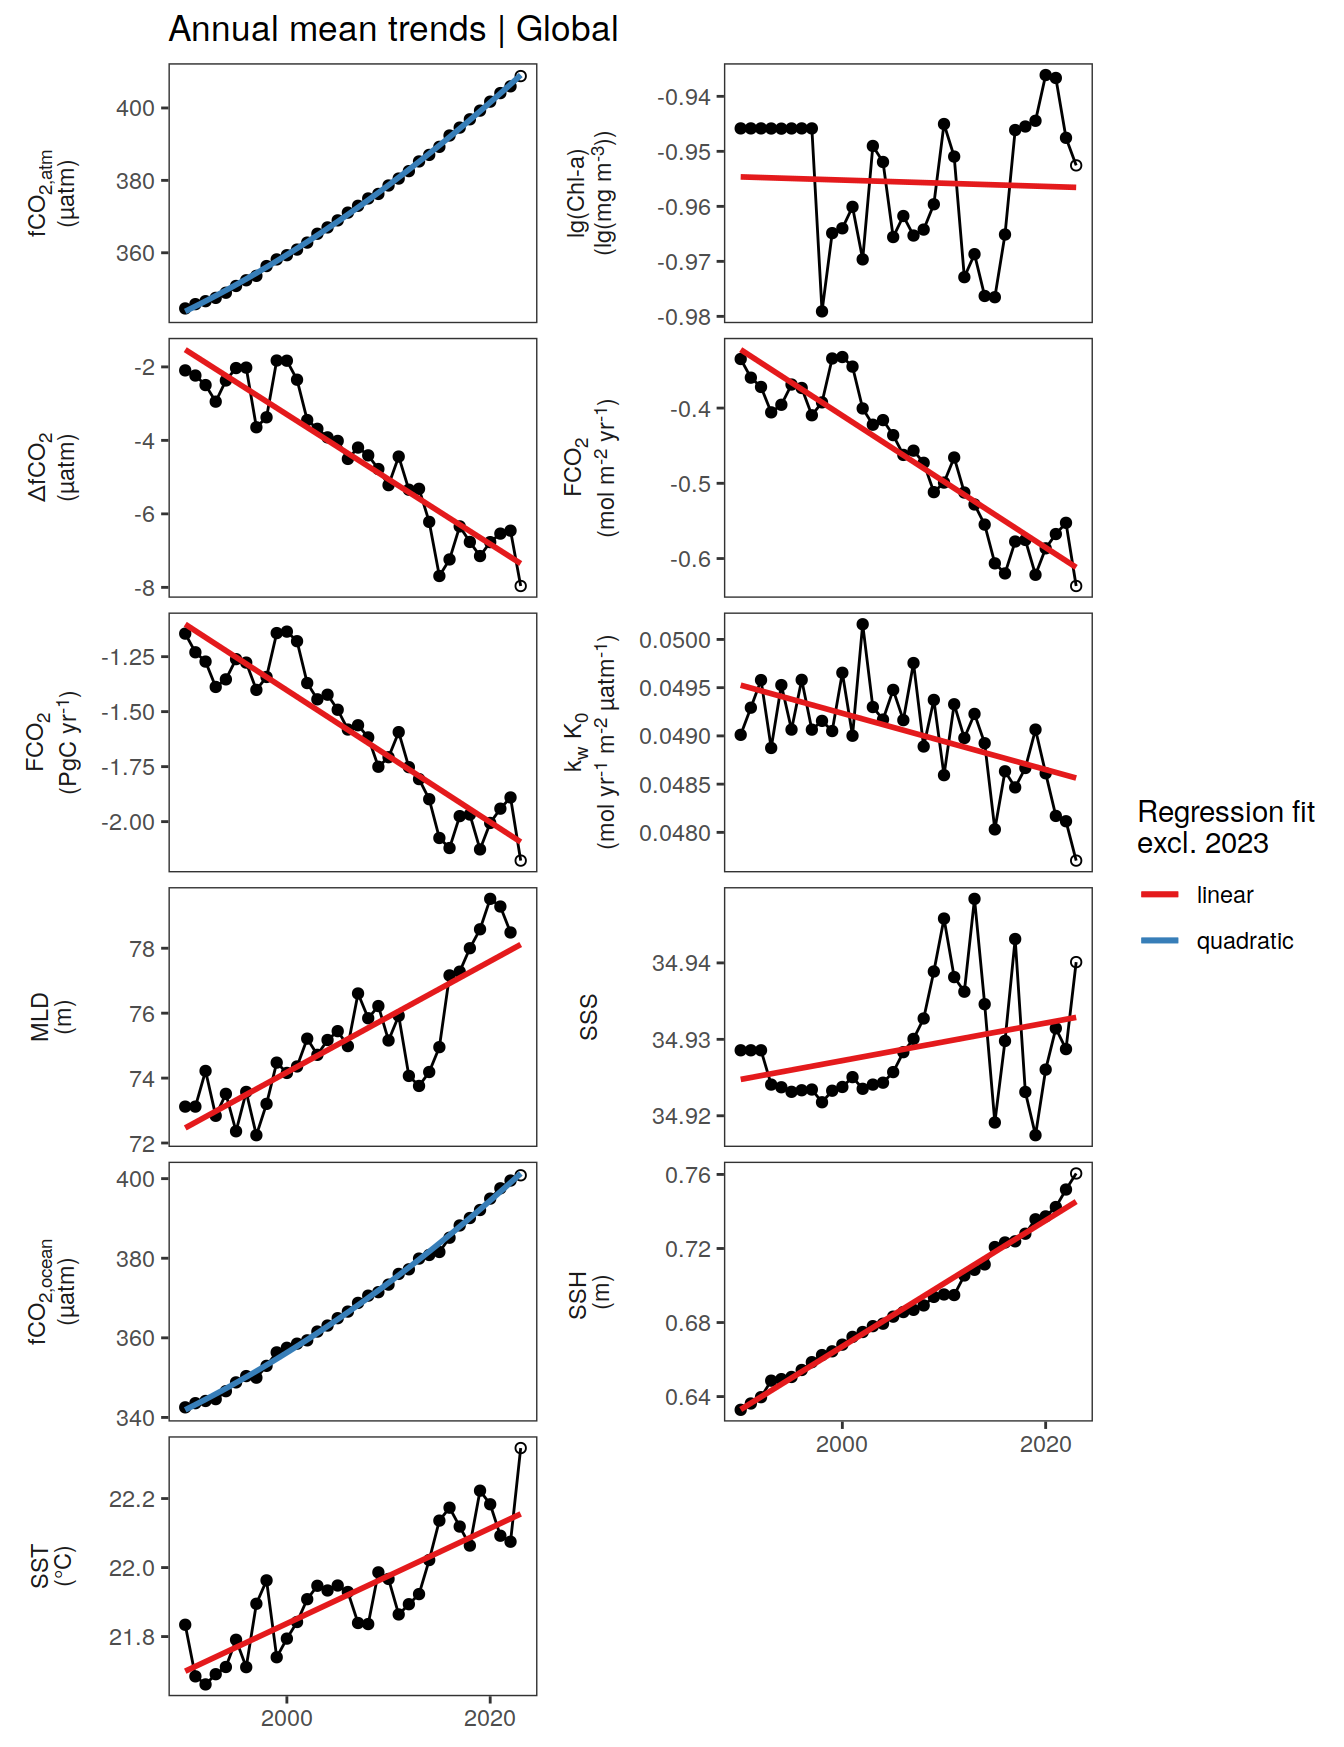 Annual mean trends | Global
fCO2,atm
(µatm)
400
380
360
lg(Chl-a)
(lg(mg m-3))
-0.94
-0.95
-0.96
-0.97
-0.98
ΔfCO2
(µatm)
-2
-4
-6
-8
FCO2
(mol m-2 yr-1)
-0.4
-0.5
-0.6
FCO2
(PgC yr-1)
-1.25
-1.50
-1.75
-2.00
kw K0
(mol yr-1 m-2 µatm-1)
0.0500
0.0495
0.0490
0.0485
0.0480
MLD
(m)
78
76
74
72
SSS
34.94
34.93
34.92
fCO2,ocean
(µatm)
400
380
360
340
SSH
(m)
0.76
0.72
0.68
0.64
2000
2020
SST
(°C)
22.2
22.0
21.8
2000
2020
Regression fit
excl. 2023
linear
quadratic